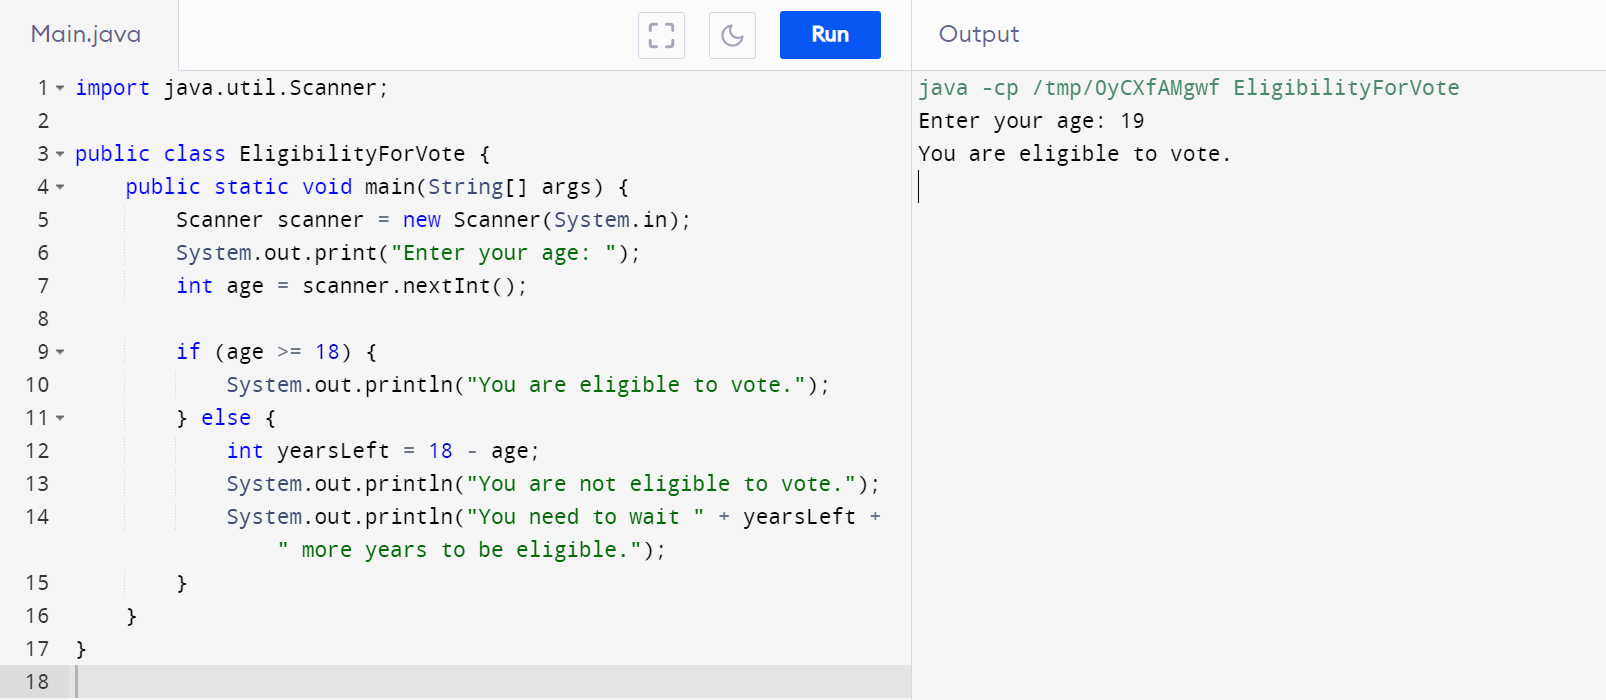 Main.java
Run
Output
1 import java.util.Scanner;
2
3 public class EligibilityForVote {
4 public static void main(String[] args) {
5 Scanner scanner = new Scanner(System.in);
6 System.out.print("Enter your age: ");
7 int age = scanner.nextInt();
8
9 if (age >= 18) {
10 System.out.println("You are eligible to vote.");
11 } else {
12 int yearsLeft = 18 - age;
13 System.out.println("You are not eligible to vote.");
14 System.out.println("You need to wait " + yearsLeft +
" more years to be eligible.");
15 }
16 }
17 }
18
java -cp /tmp/0yCXfAMgwf EligibilityForVote
Enter your age: 19
You are eligible to vote.